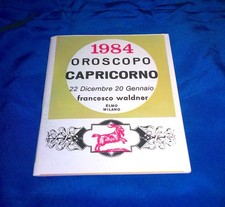 1984
OROSCOPO
CAPRICORNO
22 Dicembre 20 Gennaio
francesco waldner
ELMO
MILANO